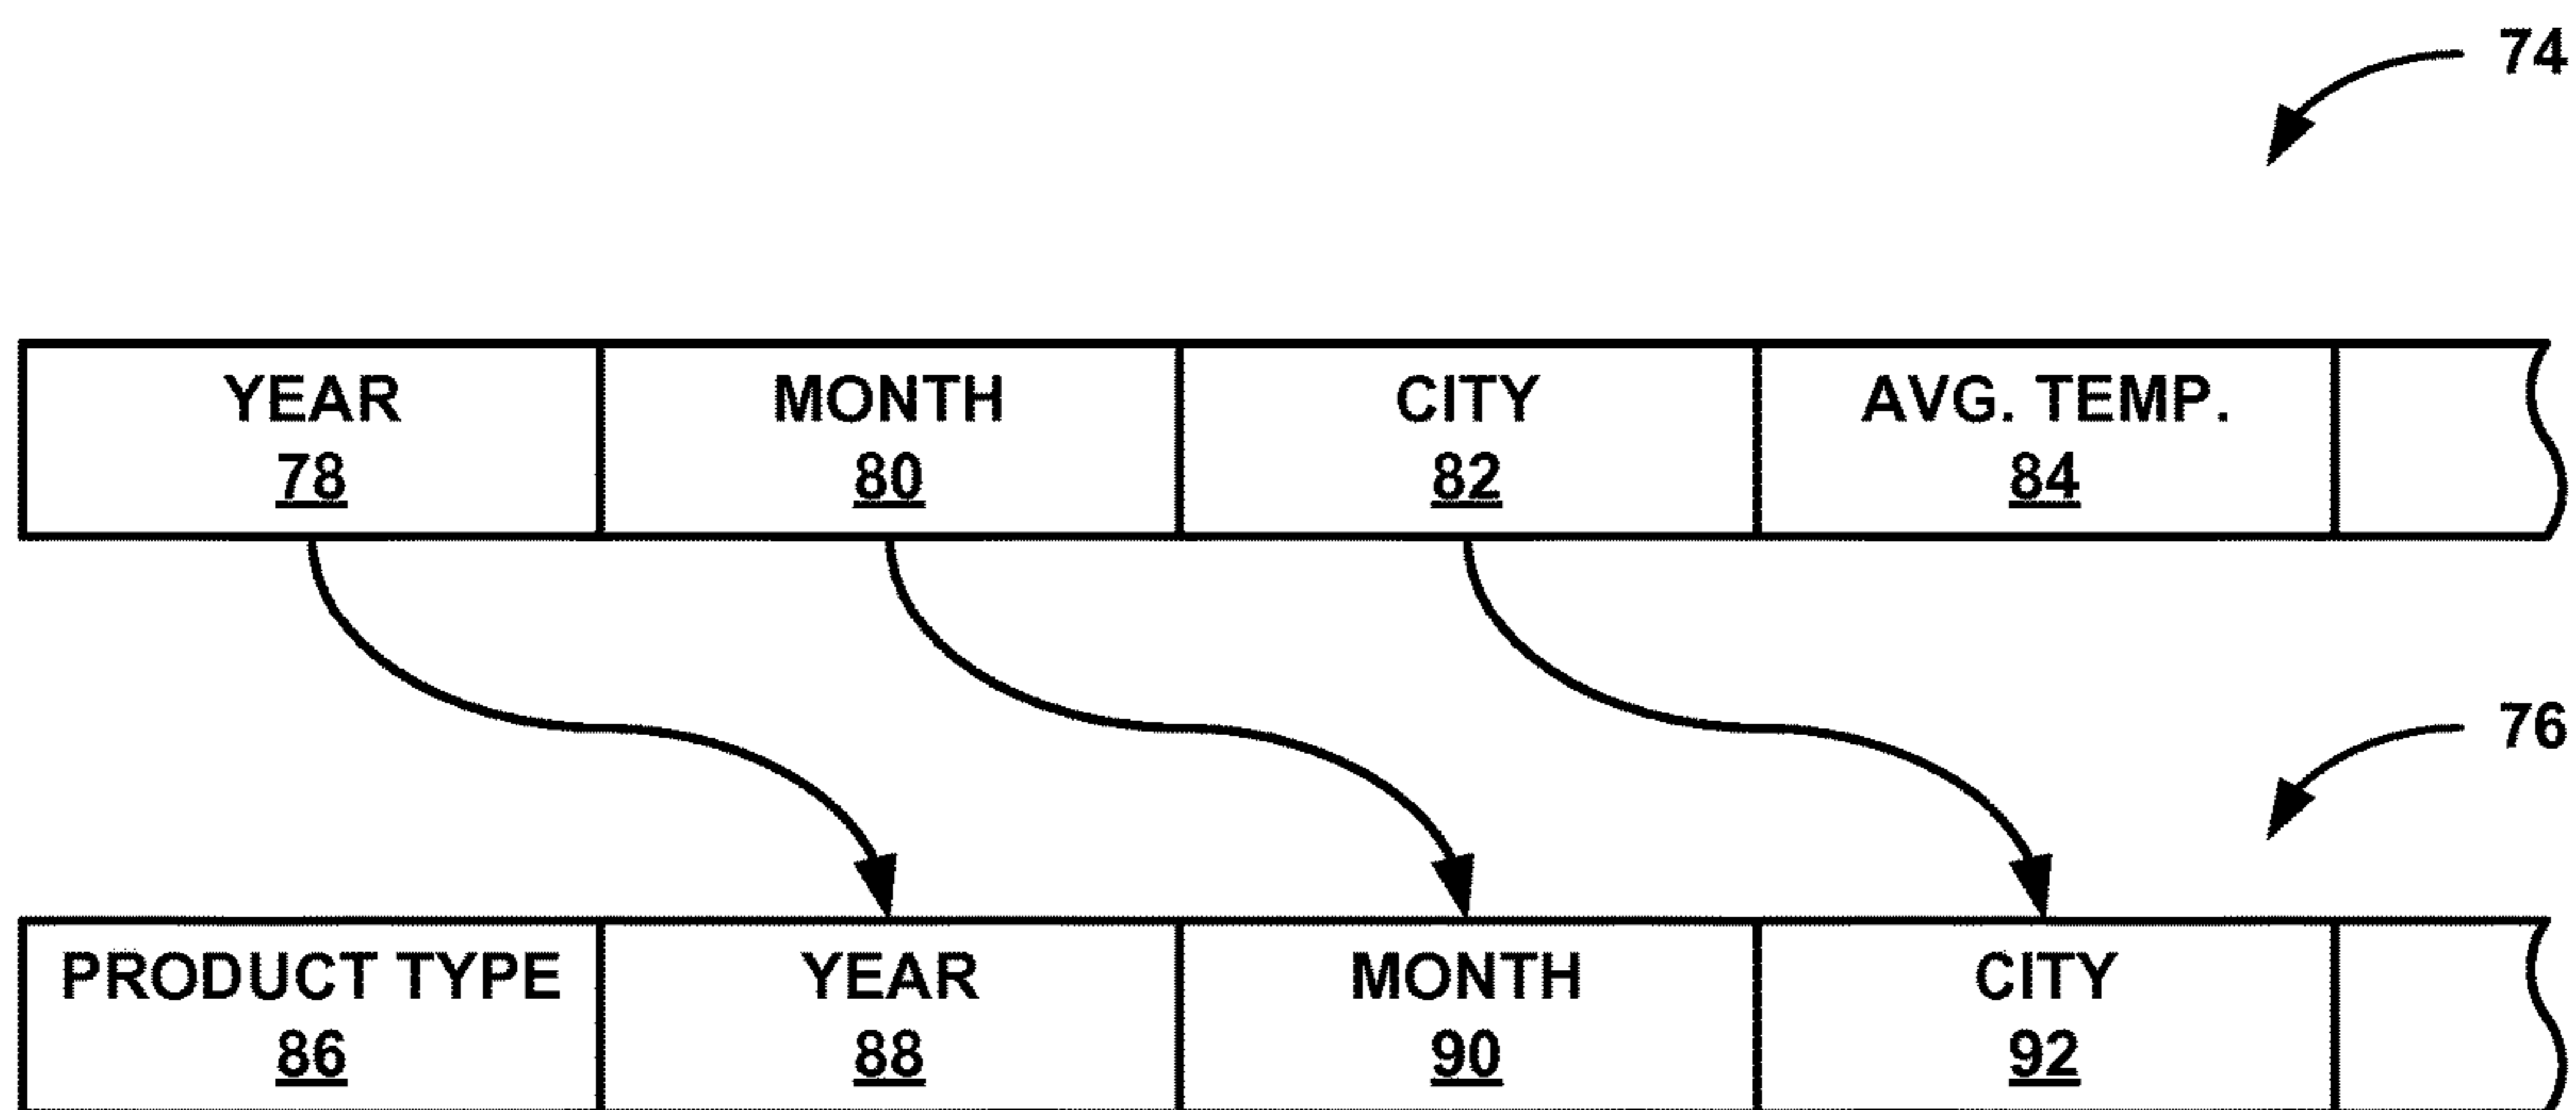 74
YEAR MONTH CITY AVG. TEMP.
78 80 82 84
76
PRODUCT TYPE YEAR MONTH CITY
86 88 90 92